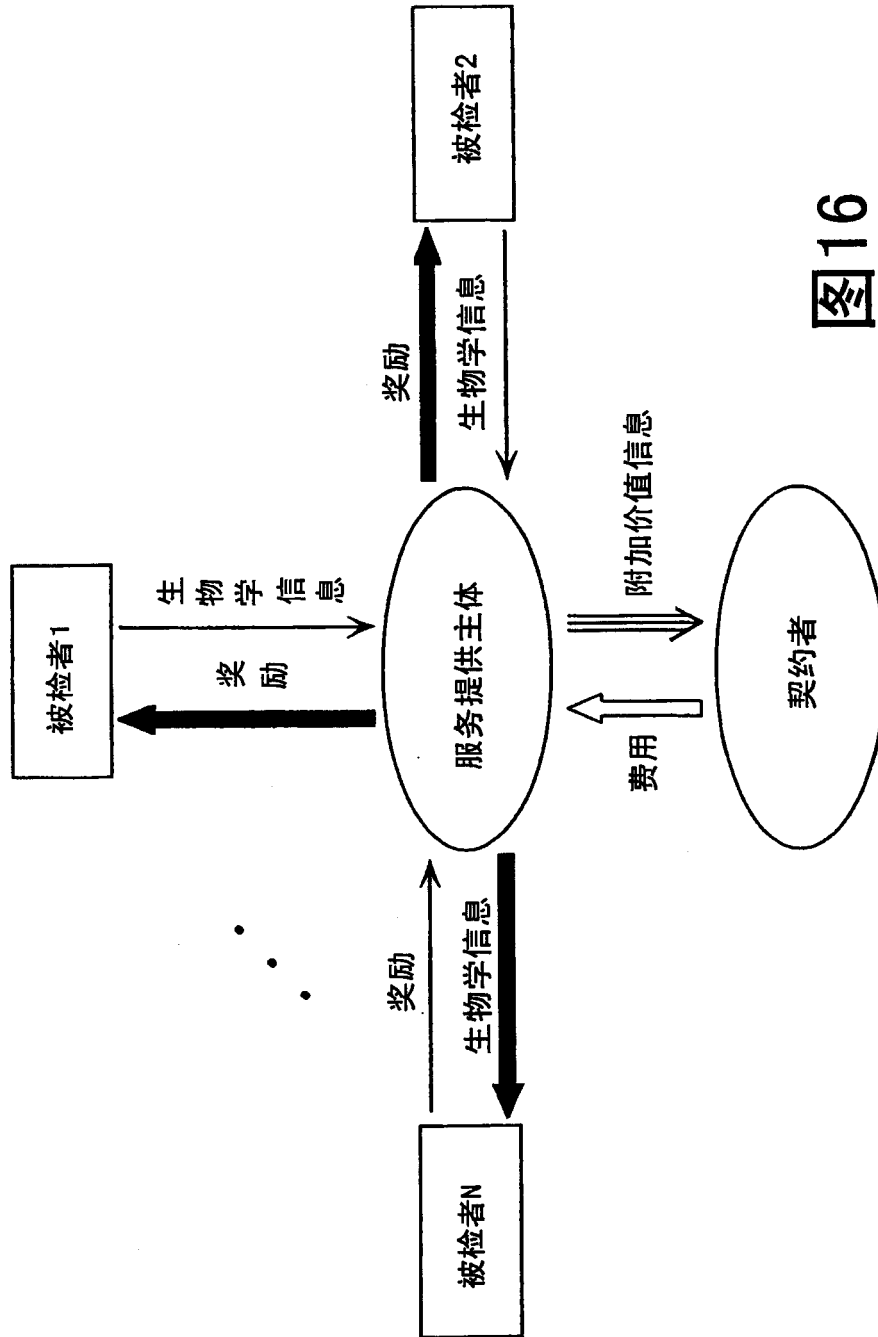 被检者1
奖励
生物学信息
被检者N
奖励
生物学信息
服务提供主体
奖励
生物学信息
被检者2
费用
附加价值信息
契约者
图16